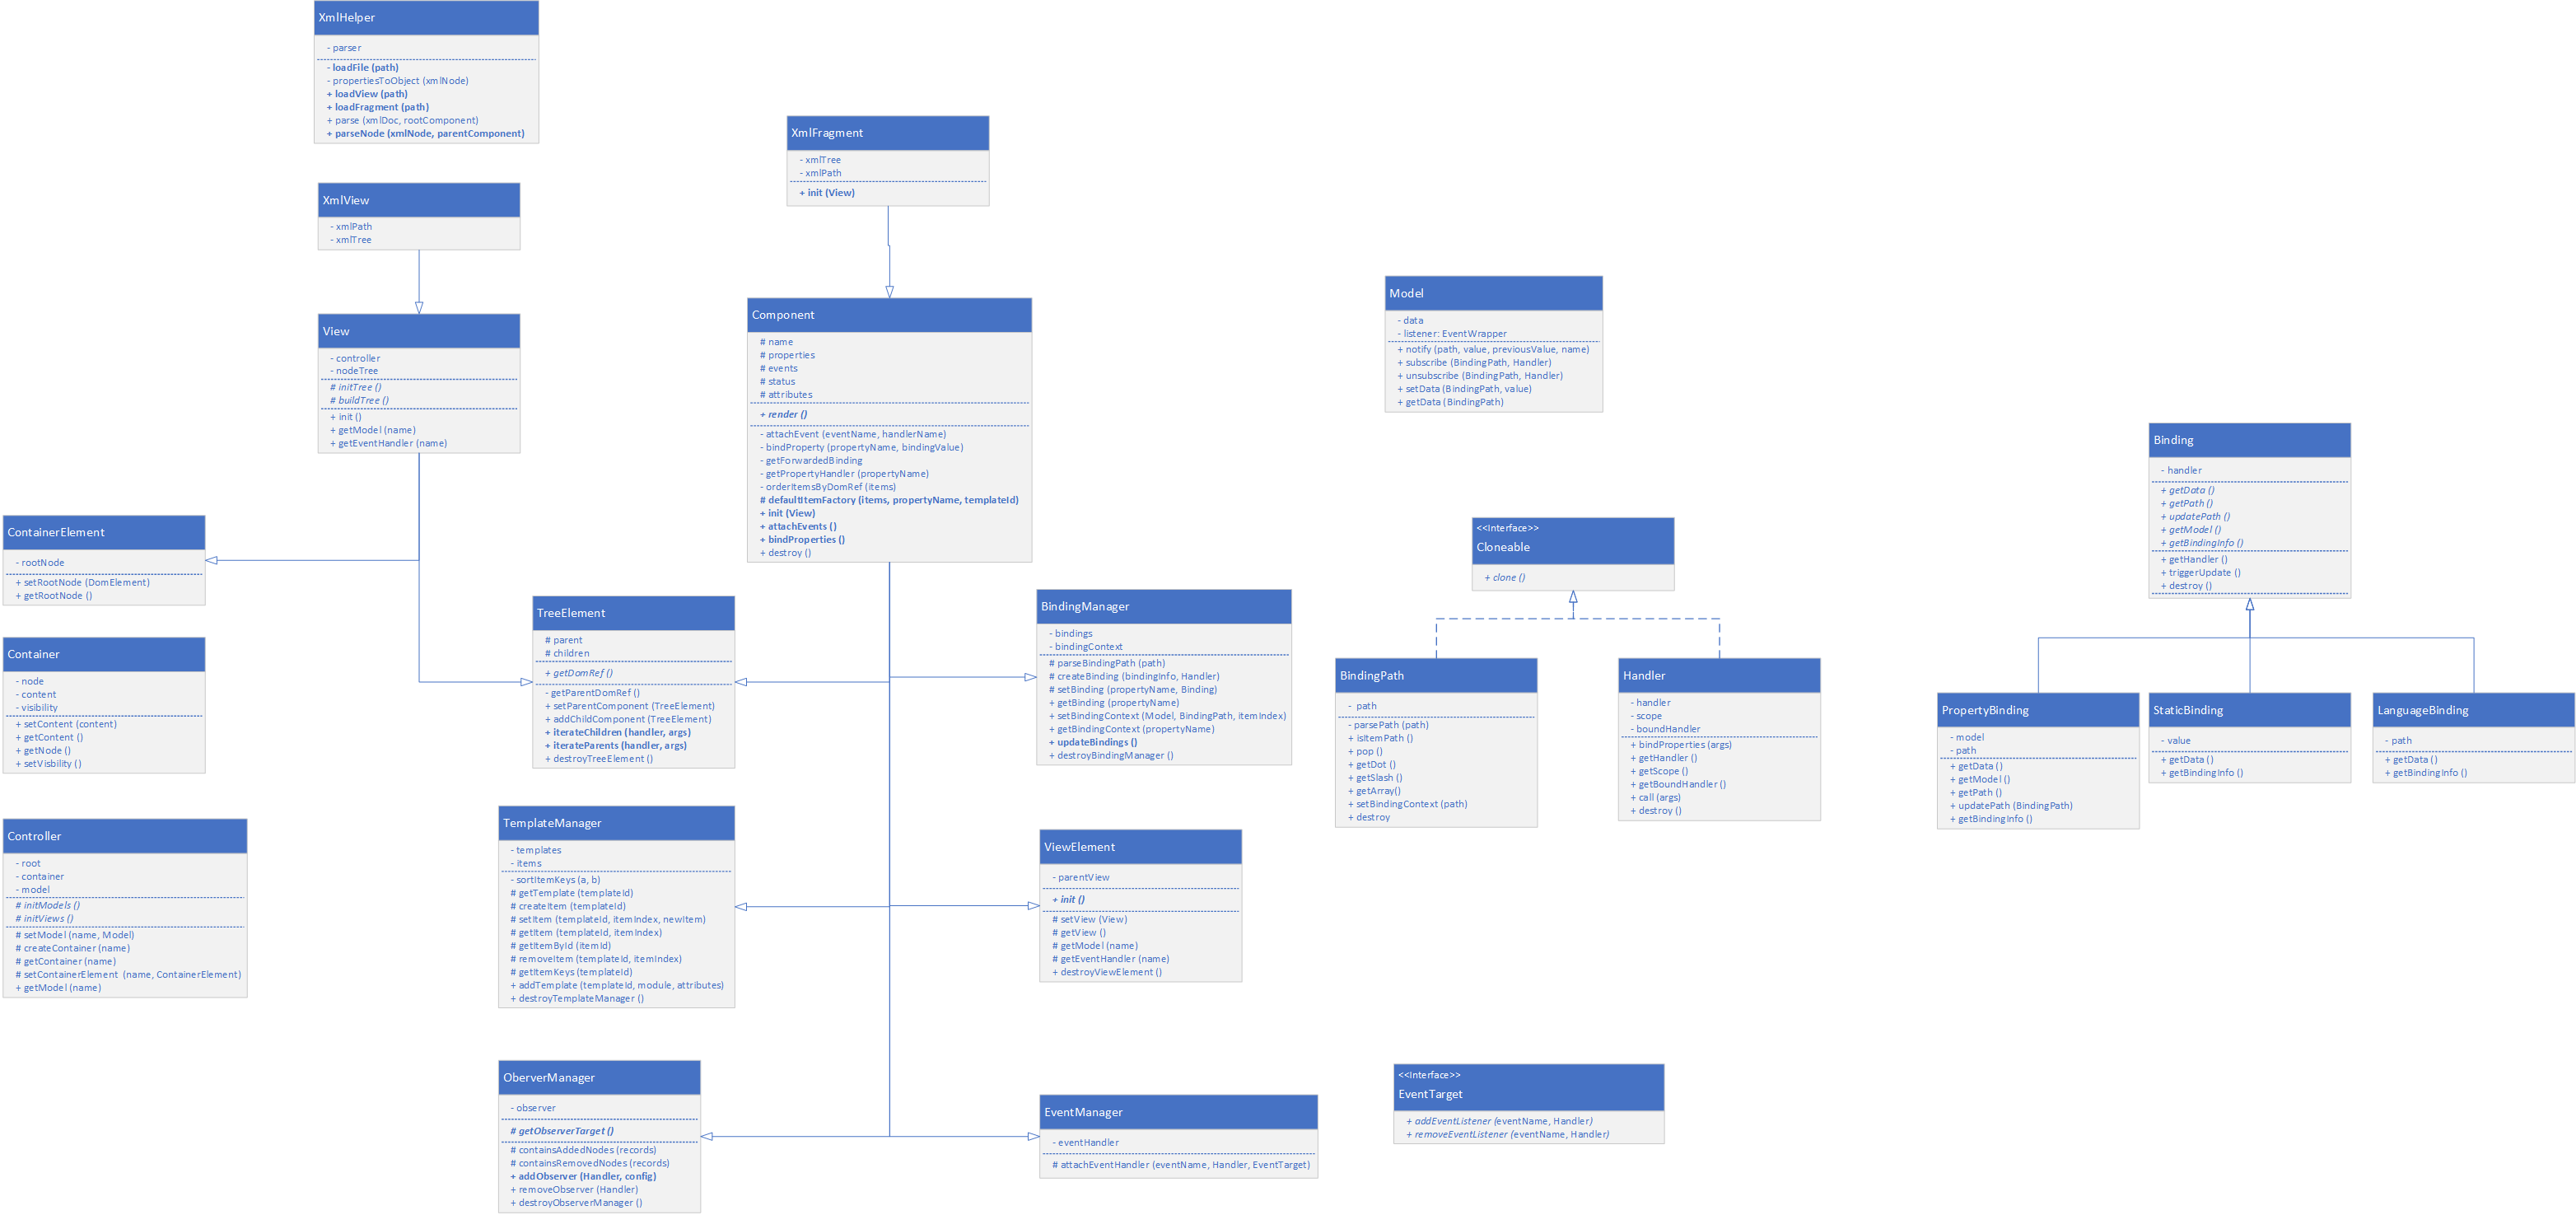 XmlHelper
- parser
- loadFile (path)
- propertiesToObject (xmlNode)
+ loadView (path)
+ loadFragment (path)
+ parse (xmlDoc, rootComponent)
+ parseNode (xmlNode, parentComponent)
XmlFragment
- xmlTree
- xmlPath
+ init (View)
XmlView
- xmlPath
- xmlTree
View
- controller
- nodeTree
# initTree ()
# buildTree ()
+ init ()
+ getModel (name)
+ getEventHandler (name)
Component
# name
# properties
# events
# status
# attributes
+ render ()
- attachEvent (eventName, handlerName)
- bindProperty (propertyName, bindingValue)
- getForwardedBinding
- getPropertyHandler (propertyName)
- orderItemsByDomRef (items)
# defaultItemFactory (items, propertyName, templateId)
+ init (View)
+ attachEvents ()
+ bindProperties ()
+ destroy ()
Model
- data
- listener: EventWrapper
+ notify (path, value, previousValue, name)
+ subscribe (BindingPath, Handler)
+ unsubscribe (BindingPath, Handler)
+ setData (BindingPath, value)
+ getData (BindingPath)
Binding
- handler
+ getData ()
+ getPath ()
+ updatePath ()
+ getModel ()
+ getBindingInfo ()
+ getHandler ()
+ triggerUpdate ()
+ destroy ()
ContainerElement
- rootNode
+ setRootNode (DomElement)
+ getRootNode ()
<<Interface>>
Cloneable
+ clone ()
TreeElement
# parent
# children
+ getDomRef ()
- getParentDomRef ()
+ setParentComponent (TreeElement)
+ addChildComponent (TreeElement)
+ iterateChildren (handler, args)
+ iterateParents (handler, args)
+ destroyTreeElement ()
BindingManager
- bindings
- bindingContext
# parseBindingPath (path)
# createBinding (bindingInfo, Handler)
# setBinding (propertyName, Binding)
+ getBinding (propertyName)
+ setBindingContext (Model, BindingPath, itemIndex)
+ getBindingContext (propertyName)
+ updateBindings ()
+ destroyBindingManager ()
Container
- node
- content
- visibility
+ setContent (content)
+ getContent ()
+ getNode ()
+ setVisbility ()
BindingPath
- path
- parsePath (path)
+ isItemPath ()
+ pop ()
+ getDot ()
+ getSlash ()
+ getArray()
+ setBindingContext (path)
+ destroy
Handler
- handler
- scope
- boundHandler
+ bindProperties (args)
+ getHandler ()
+ getScope ()
+ getBoundHandler ()
+ call (args)
+ destroy ()
PropertyBinding
- model
- path
+ getData ()
+ getModel ()
+ getPath ()
+ updatePath (BindingPath)
+ getBindingInfo ()
StaticBinding
- value
+ getData ()
+ getBindingInfo ()
LanguageBinding
- path
+ getData ()
+ getBindingInfo ()
Controller
- root
- container
- model
# initModels ()
# initViews ()
# setModel (name, Model)
# createContainer (name)
# getContainer (name)
# setContainerElement (name, ContainerElement)
+ getModel (name)
TemplateManager
- templates
- items
- sortItemKeys (a, b)
# getTemplate (templateId)
# createItem (templateId)
# setItem (templateId, itemIndex, newItem)
# getItem (templateId, itemIndex)
# getItemById (itemId)
# removeItem (templateId, itemIndex)
# getItemKeys (templateId)
+ addTemplate (templateId, module, attributes)
+ destroyTemplateManager ()
ViewElement
- parentView
+ init ()
# setView (View)
# getView ()
# getModel (name)
# getEventHandler (name)
+ destroyViewElement ()
OberverManager
- observer
# getObserverTarget ()
# containsAddedNodes (records)
# containsRemovedNodes (records)
+ addObserver (Handler, config)
+ removeObserver (Handler)
+ destroyObserverManager ()
EventManager
- eventHandler
# attachEventHandler (eventName, Handler, EventTarget)
<<Interface>>
EventTarget
+ addEventListener (eventName, Handler)
+ removeEventListener (eventName, Handler)